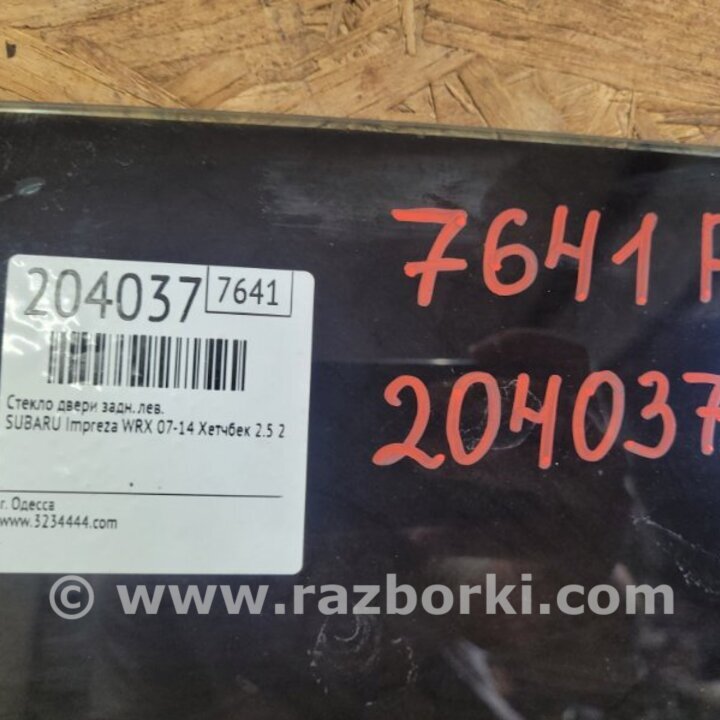 204037 7641
Стекло двери задн. лев.
SUBARU Impreza WRX 07-14 Хетчбек 2.5 2
г. Одесса
www.3234444.com
7641
204037
© www.razborki.com